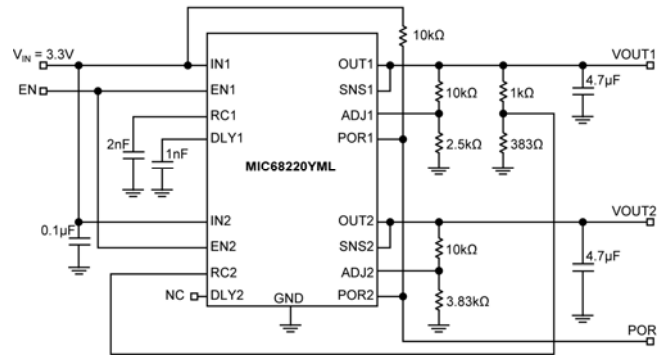 10kΩ
VIN = 3.3V
IN1
OUT1
VOUT1
EN
EN1
SNS1
10kΩ
1kΩ
4.7µF
RC1
ADJ1
2nF
1nF
DLY1
POR1
2.5kΩ
383Ω
MIC68220YML
IN2
OUT2
VOUT2
0.1µF
EN2
SNS2
10kΩ
4.7µF
RC2
ADJ2
NC
DLY2
GND
POR2
3.83kΩ
POR